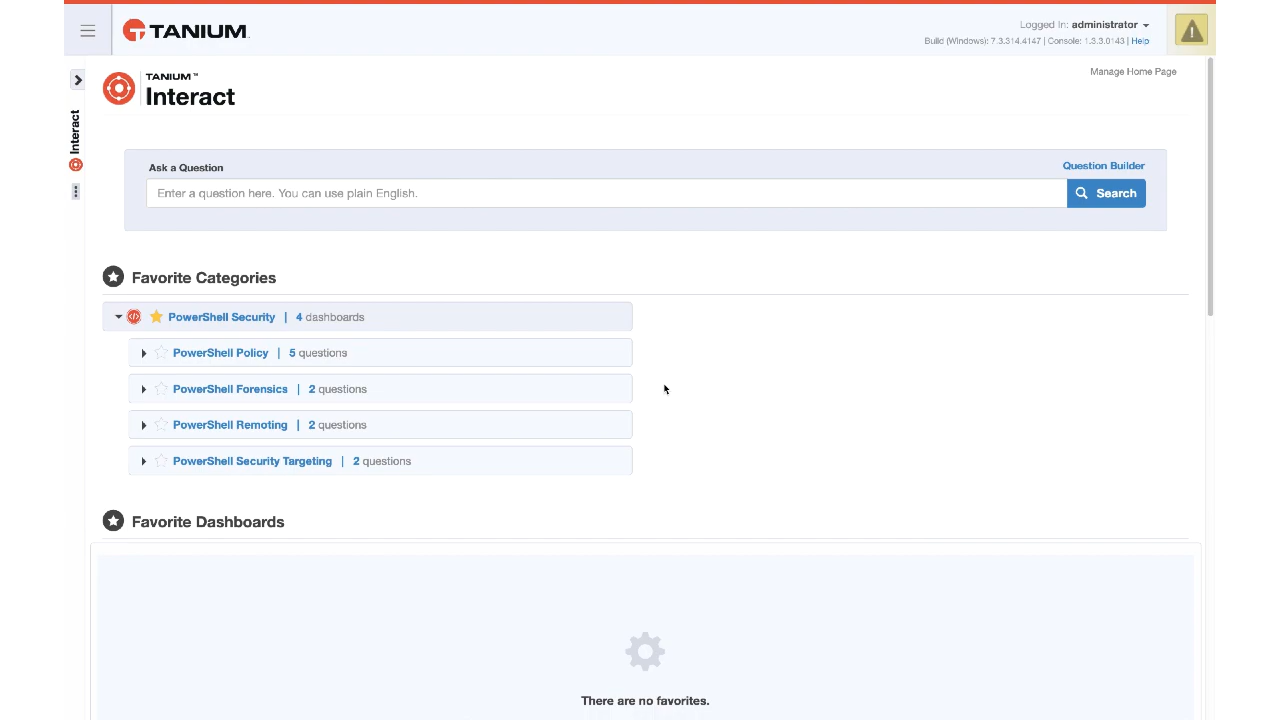 TANIUM
Logged In: administrator
Build (Windows): 7.3.314.4147 | Console: 1.3.3.0143 | Help
Interact
TANIUM™
Interact
Manage Home Page
Ask a Question
Question Builder
Enter a question here. You can use plain English.
Search
Favorite Categories
PowerShell Security | 4 dashboards
PowerShell Policy | 5 questions
PowerShell Forensics | 2 questions
PowerShell Remoting | 2 questions
PowerShell Security Targeting | 2 questions
Favorite Dashboards
There are no favorites.